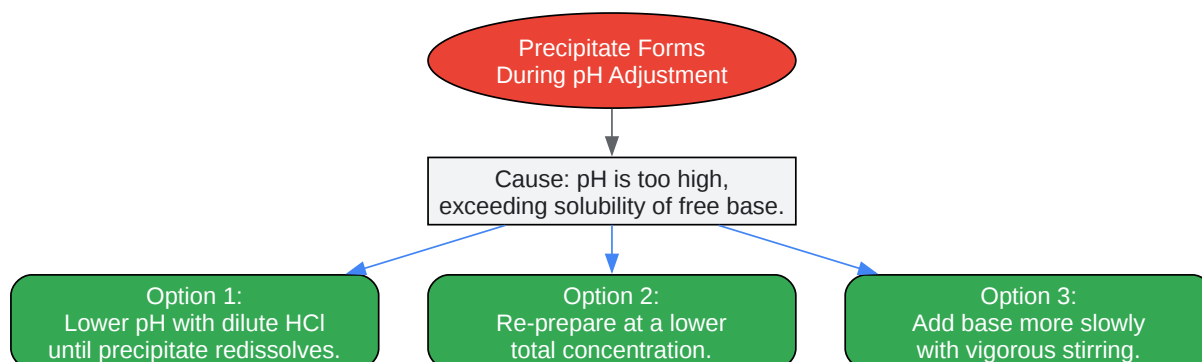 Precipitate Forms
During pH Adjustment
Cause: pH is too high,
exceeding solubility of free base.
Option 1:
Lower pH with dilute HCl
until precipitate redissolves.
Option 2:
Re-prepare at a lower
total concentration.
Option 3:
Add base more slowly
with vigorous stirring.